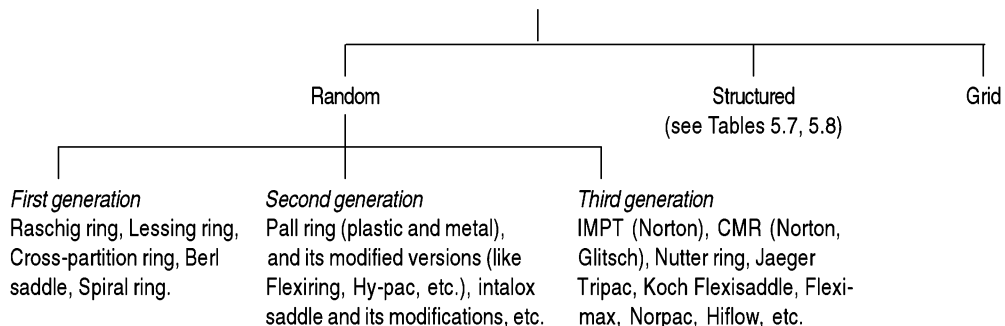 Random
Structured
(see Tables 5.7, 5.8)
Grid
First generation
Raschig ring, Lessing ring,
Cross-partition ring, Berl
saddle, Spiral ring.
Second generation
Pall ring (plastic and metal),
and its modified versions (like
Flexiring, Hy-pac, etc.), intalox
saddle and its modifications, etc.
Third generation
IMPT (Norton), CMR (Norton,
Glitsch), Nutter ring, Jaeger
Tripac, Koch Flexisaddle, Flexi-
max, Norpac, Hiflow, etc.